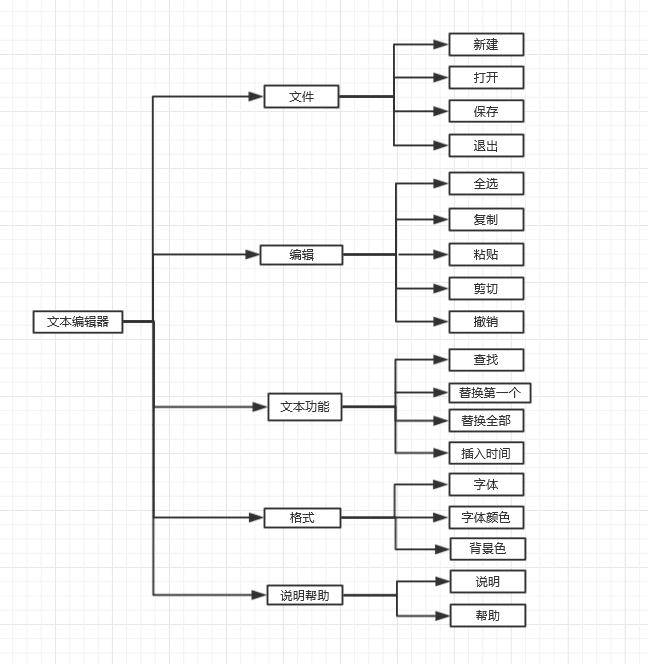 文本编辑器
文件
新建
打开
保存
退出
编辑
全选
复制
粘贴
剪切
撤销
文本功能
查找
替换第一个
替换全部
插入时间
格式
字体
字体颜色
背景色
说明帮助
说明
帮助